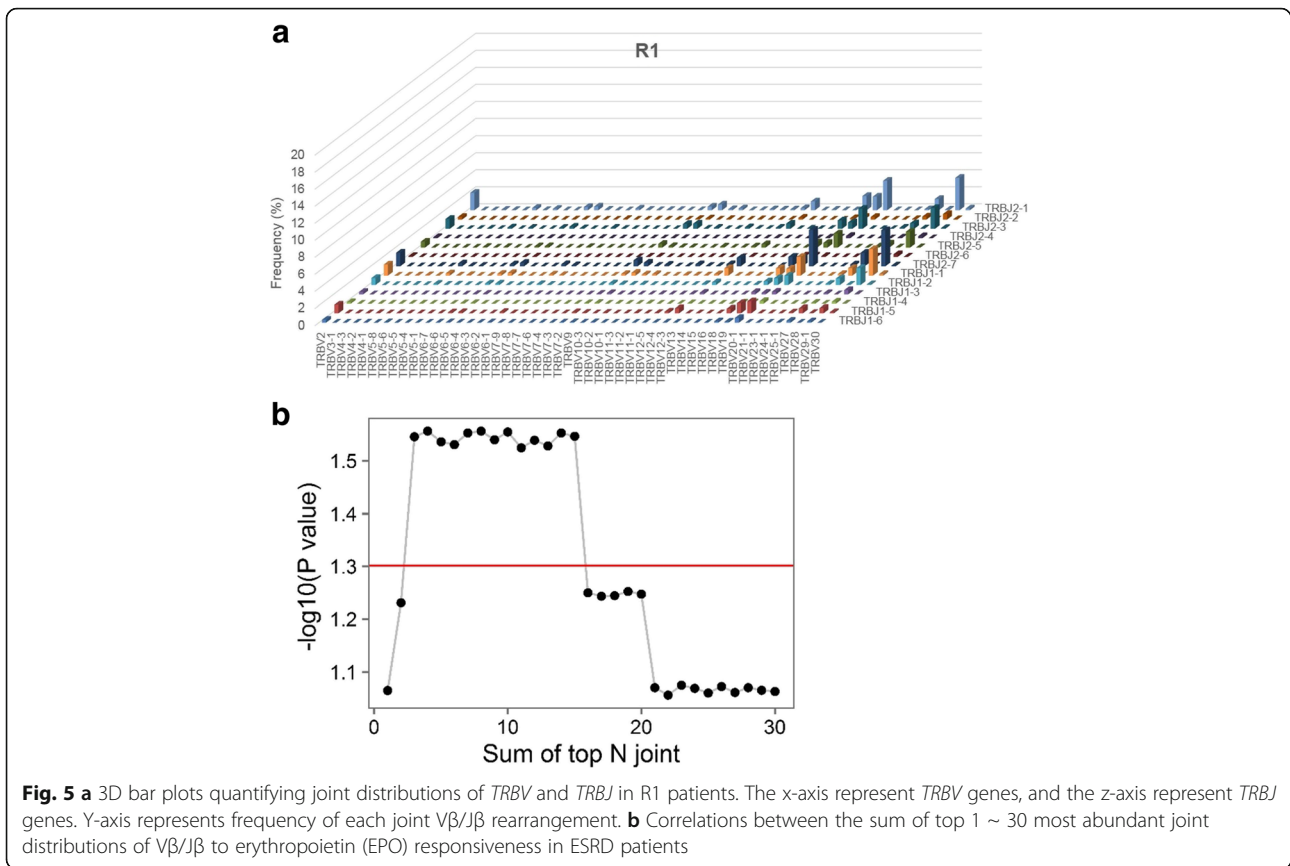 a
R1
20
18
16
14
12
10
8
6
4
2
0
Frequency (%)
TRBJ2-1
TRBJ2-2
TRBJ2-3
TRBJ2-4
TRBJ2-5
TRBJ2-6
TRBJ2-7
TRBJ1-1
TRBJ1-2
TRBJ1-3
TRBJ1-4
TRBJ1-5
TRBJ1-6
TRBV2
TRBV3-1
TRBV4-3
TRBV4-2
TRBV4-1
TRBV5-8
TRBV5-6
TRBV5-5
TRBV5-4
TRBV5-1
TRBV6-7
TRBV6-6
TRBV6-5
TRBV6-4
TRBV6-3
TRBV6-2
TRBV6-1
TRBV7-9
TRBV7-8
TRBV7-7
TRBV7-6
TRBV7-4
TRBV7-3
TRBV7-2
TRBV9
TRBV10-3
TRBV10-2
TRBV10-1
TRBV11-3
TRBV11-2
TRBV11-1
TRBV12-5
TRBV12-4
TRBV12-3
TRBV13
TRBV14
TRBV15
TRBV16
TRBV18
TRBV19
TRBV20-1
TRBV21-1
TRBV23-1
TRBV24-1
TRBV25-1
TRBV27
TRBV28
TRBV29-1
TRBV30
b
1.5
1.4
1.3
1.2
1.1
-log10(P value)
0 10 20 30
Sum of top N joint
Fig. 5 a 3D bar plots quantifying joint distributions of TRBV and TRBJ in R1 patients. The x-axis represent TRBV genes, and the z-axis represent TRBJ
genes. Y-axis represents frequency of each joint Vβ/Jβ rearrangement. b Correlations between the sum of top 1 ~ 30 most abundant joint
distributions of Vβ/Jβ to erythropoietin (EPO) responsiveness in ESRD patients